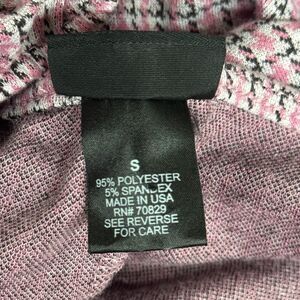 S
95% POLYESTER
5% SPANDEX
MADE IN USA
RN# 70829
SEE REVERSE
FOR CARE